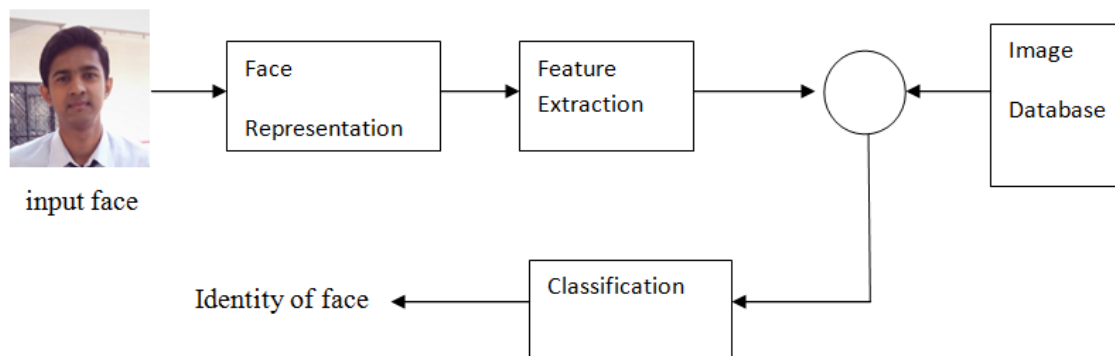 Face
Representation
Feature
Extraction
Image
Database
input face
Classification
Identity of face